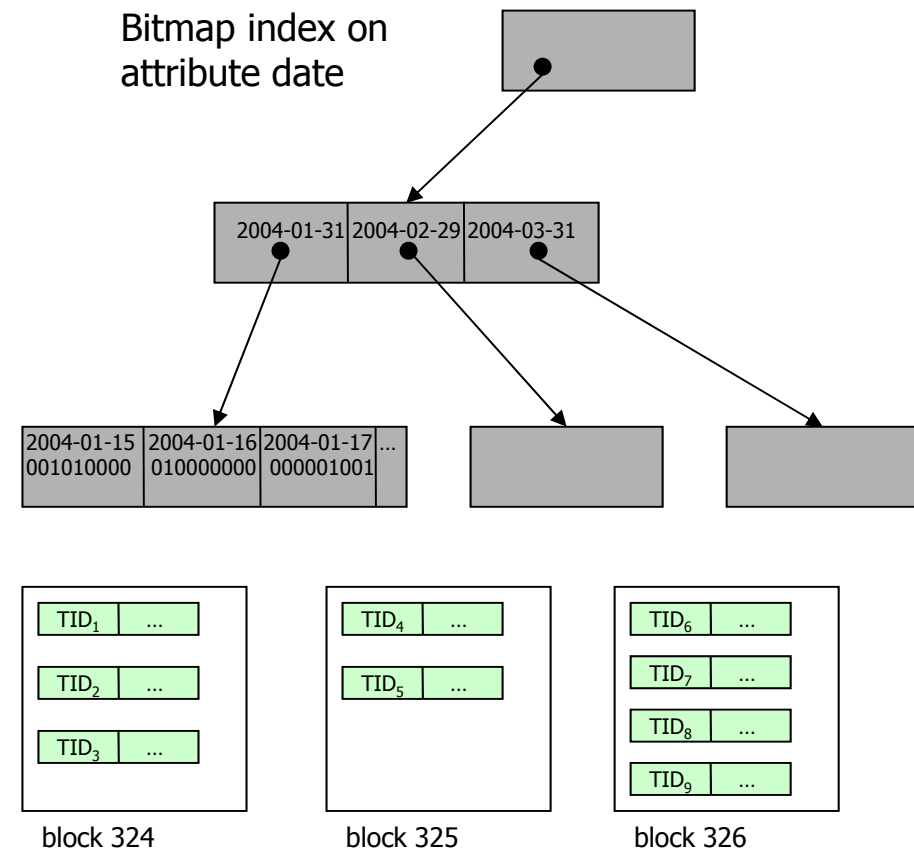 Bitmap index on
attribute date
2004-01-31 2004-02-29 2004-03-31
2004-01-15 2004-01-16 2004-01-17 ...
001010000 010000000 000001001
TID₁ ... TID₄ ... TID₆ ...
TID₂ ... TID₅ ... TID₇ ...
TID₃ ... TID₈ ...
TID₉ ...
block 324 block 325 block 326